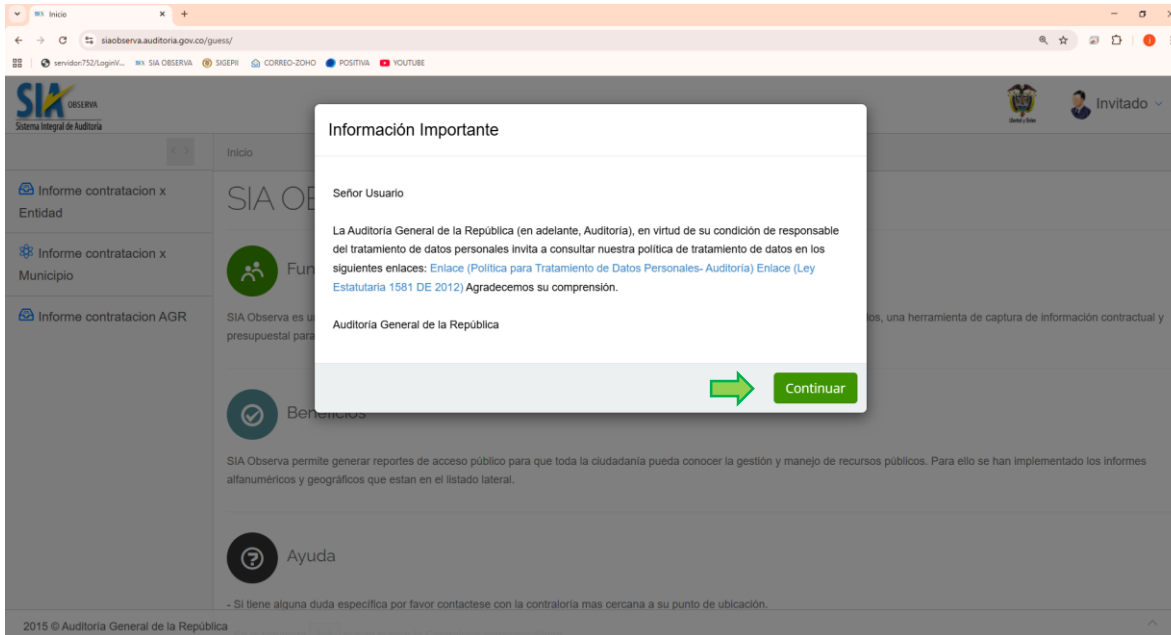 Inicio
siaobserva.auditoria.gov.co/guess/
servidor:752/LoginV... SIA OBSERVA SIGEPII CORREO-ZOHO POSITIVA YOUTUBE
SIA OBSERVA
Sistema Integral de Auditoría
Invitado
Inicio
Informe contratacion x
Entidad
Informe contratacion x
Municipio
Informe contratacion AGR
SIA OB
Información Importante
Señor Usuario
La Auditoría General de la República (en adelante, Auditoría), en virtud de su condición de responsable
del tratamiento de datos personales invita a consultar nuestra política de tratamiento de datos en los
siguientes enlaces: Enlace (Política para Tratamiento de Datos Personales- Auditoría) Enlace (Ley
Estatutaria 1581 DE 2012) Agradecemos su comprensión.
Auditoría General de la República
Continuar
Fun
SIA Observa es u
os, una herramienta de captura de información contractual y
presupuestal para
Beneficios
SIA Observa permite generar reportes de acceso público para que toda la ciudadanía pueda conocer la gestión y manejo de recursos públicos. Para ello se han implementado los informes
alfanuméricos y geográficos que estan en el listado lateral.
Ayuda
- Si tiene alguna duda específica por favor contactese con la contraloría mas cercana a su punto de ubicación.
2015 © Auditoría General de la República